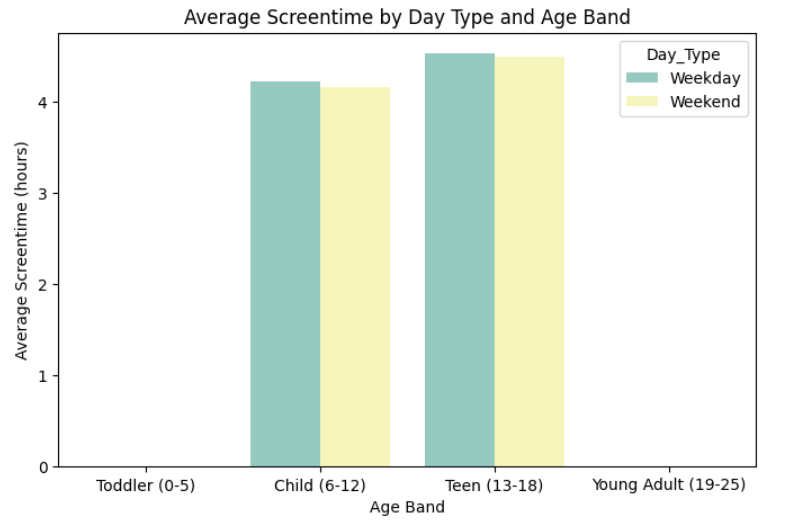 Average Screentime by Day Type and Age Band
Day_Type
Weekday
Weekend
Average Screentime (hours)
4
3
2
1
0
Toddler (0-5)
Child (6-12)
Teen (13-18)
Young Adult (19-25)
Age Band